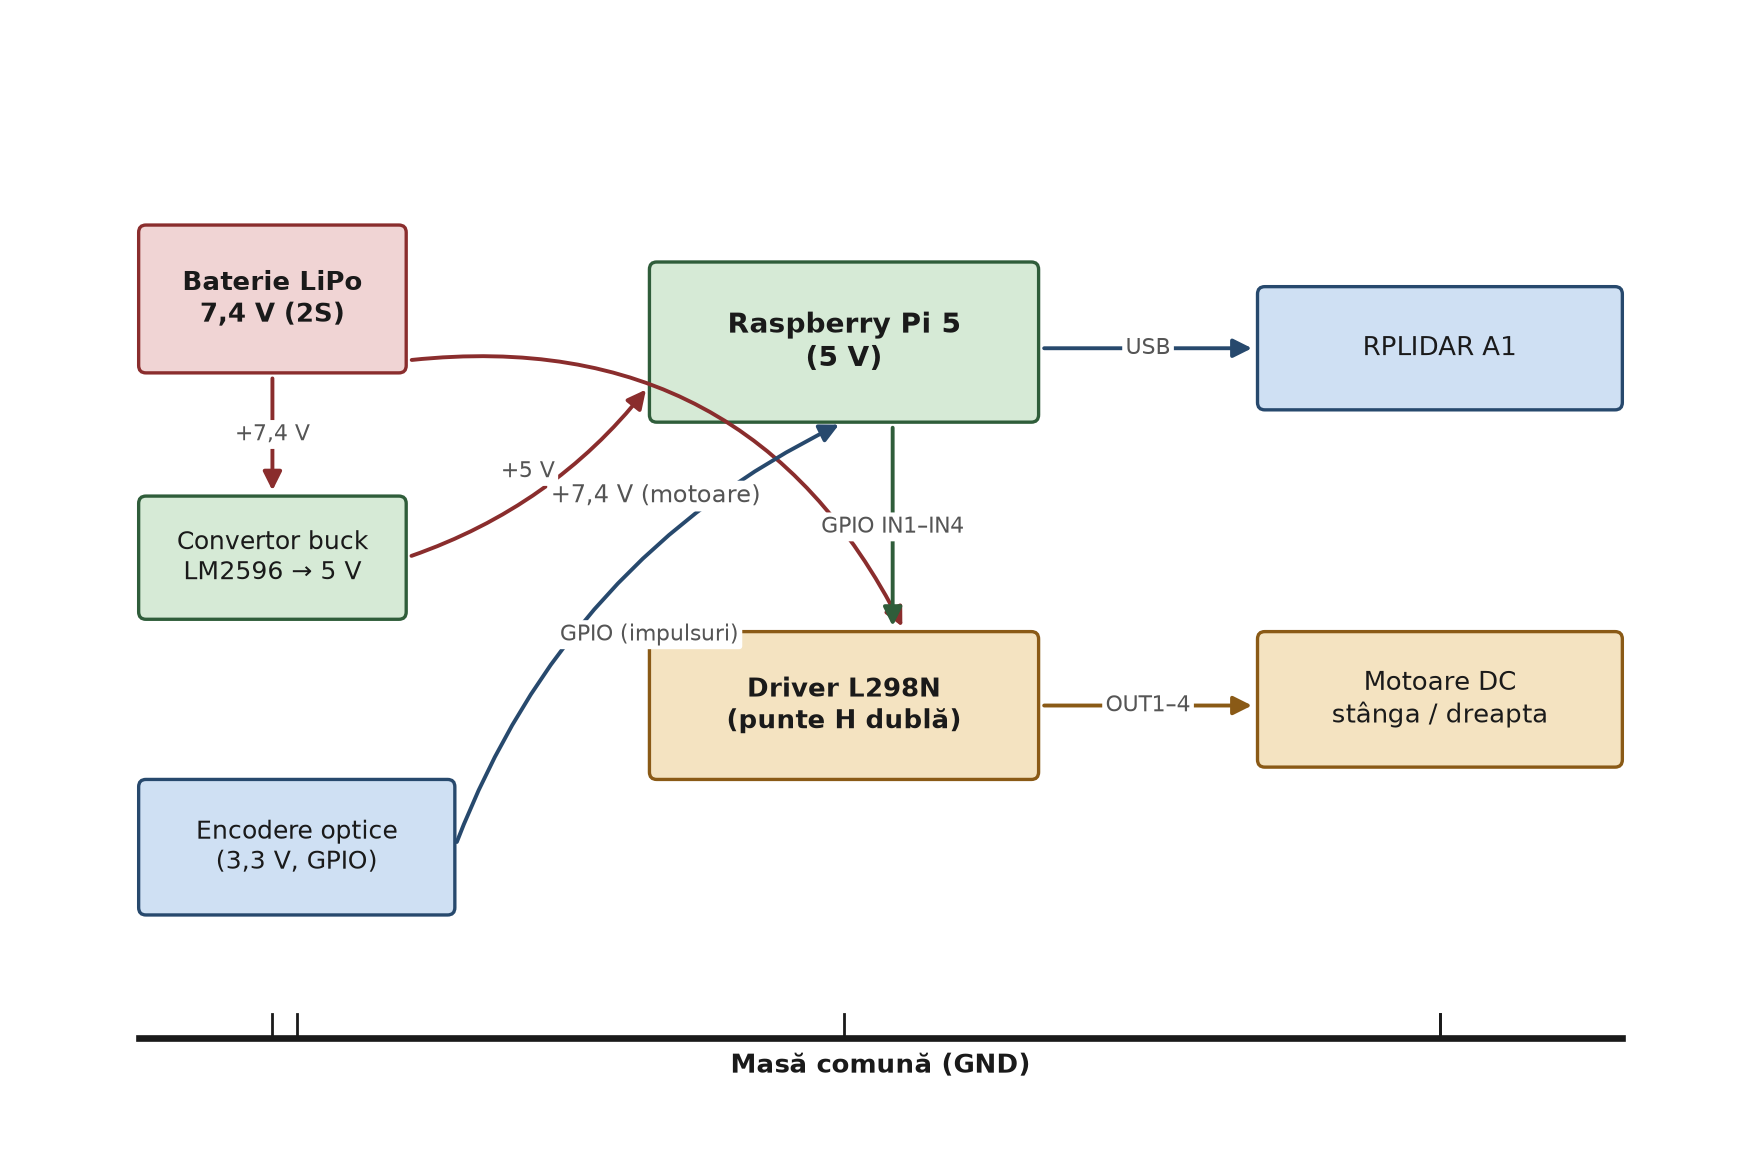 Baterie LiPo
7,4 V (2S)
Raspberry Pi 5
(5 V)
USB
RPLIDAR A1
+7,4 V
+5 V
+7,4 V (motoare)
GPIO IN1–IN4
Convertor buck
LM2596 → 5 V
GPIO (impulsuri)
Driver L298N
(punte H dublă)
OUT1–4
Motoare DC
stânga / dreapta
Encodere optice
(3,3 V, GPIO)
Masă comună (GND)